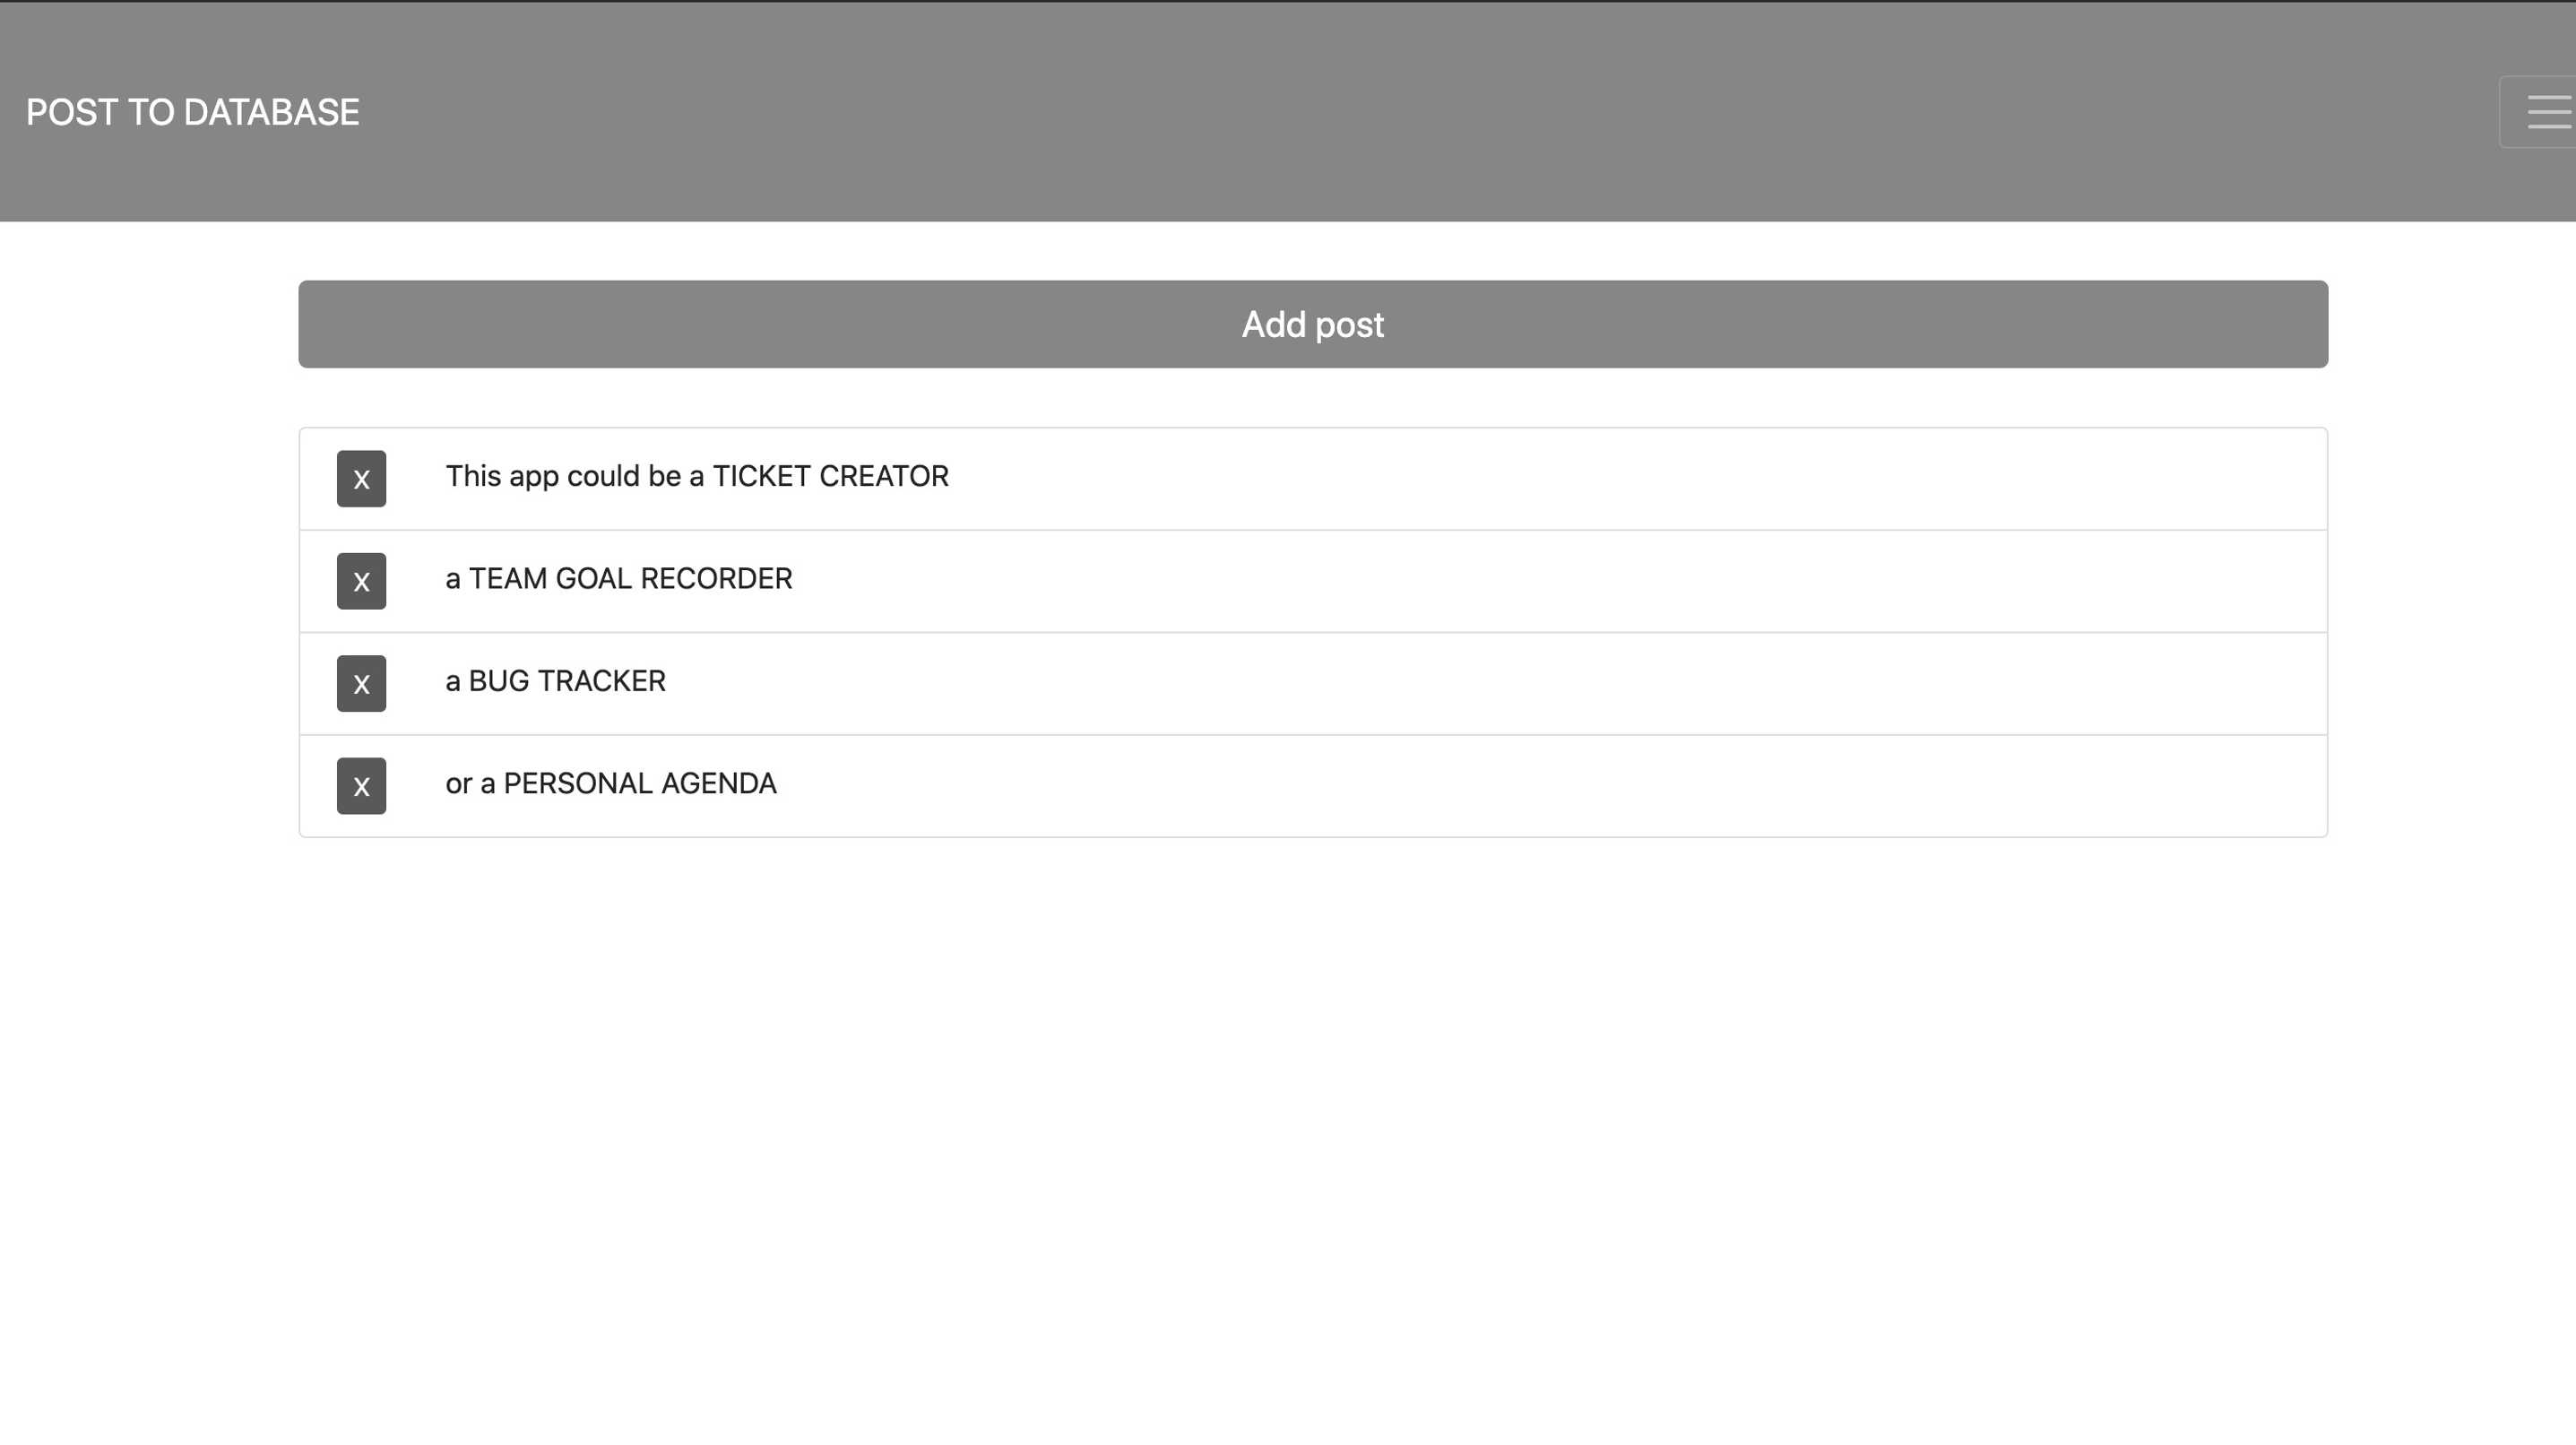 POST TO DATABASE
Add post
x This app could be a TICKET CREATOR
x a TEAM GOAL RECORDER
x a BUG TRACKER
x or a PERSONAL AGENDA